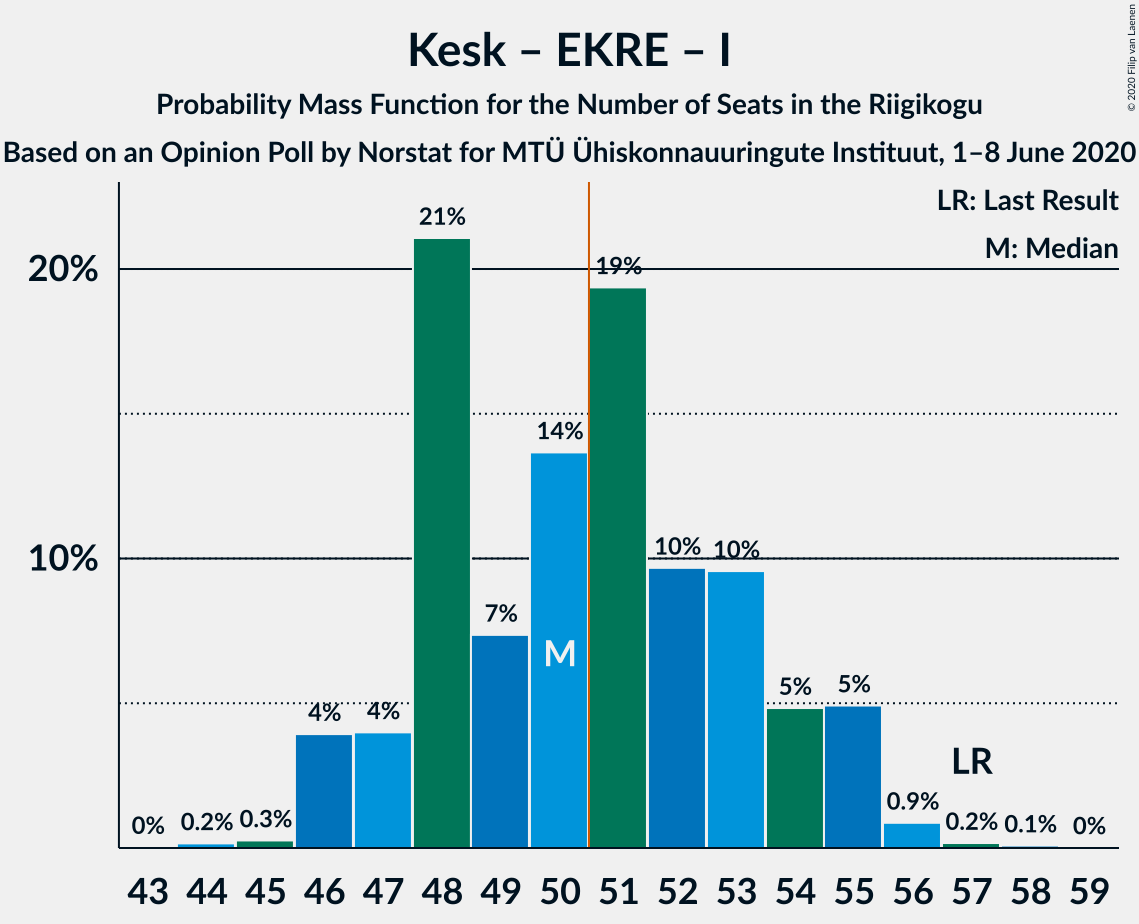 Kesk – EKRE – I
Probability Mass Function for the Number of Seats in the Riigikogu
Based on an Opinion Poll by Norstat for MTÜ Ühiskonnauuringute Instituut, 1–8 June 2020
© 2020 Filip van Laenen
LR: Last Result
M: Median
20%
10%
0%
0.2%
0.3%
4%
4%
21%
7%
14%
M
19%
10%
10%
5%
5%
0.9%
LR
0.2%
0.1%
0%
43 44 45 46 47 48 49 50 51 52 53 54 55 56 57 58 59